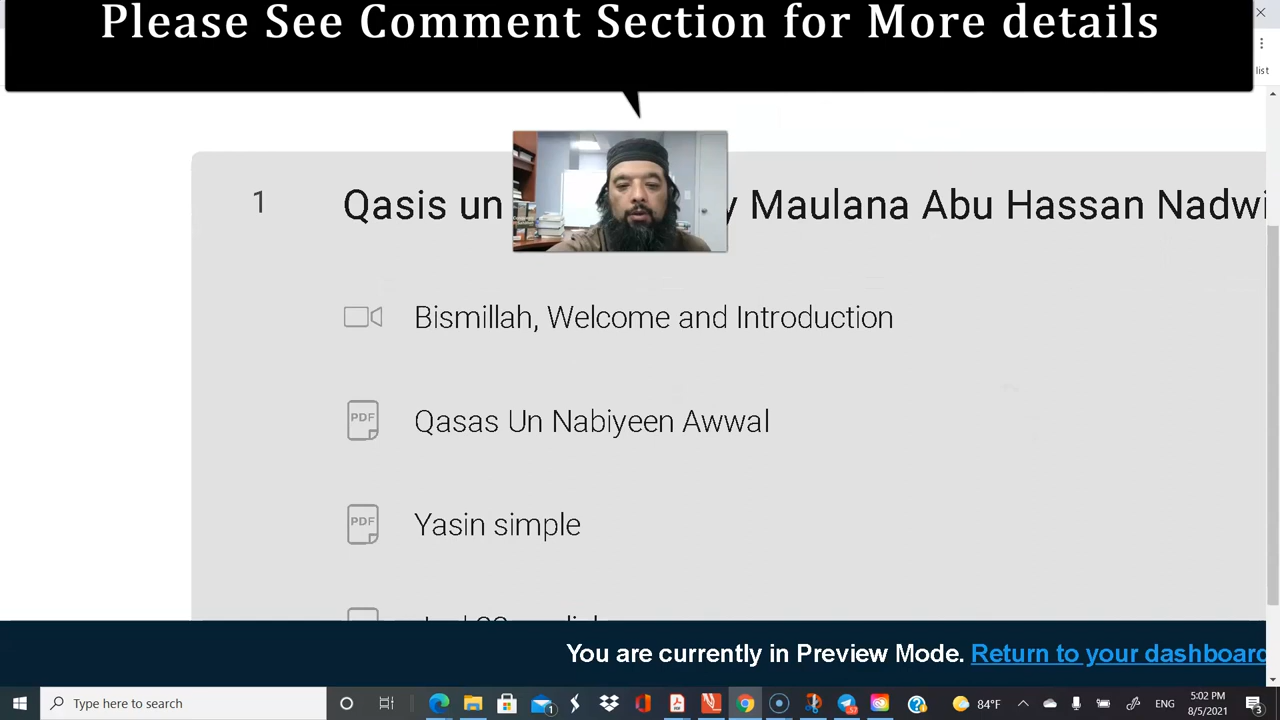 Please See Comment Section for More details
list
1 Qasis un y Maulana Abu Hassan Nadwi
Bismillah, Welcome and Introduction
PDF Qasas Un Nabiyeen Awwal
PDF Yasin simple
You are currently in Preview Mode. Return to your dashboard
Type here to search
84°F
ENG
5:02 PM
8/5/2021